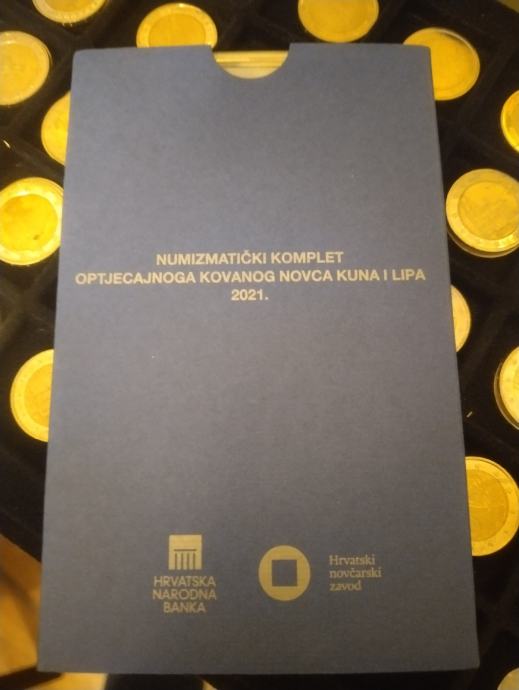 NUMIZMATIČKI KOMPLET
OPTJECAJNOGA KOVANOG NOVCA KUNA I LIPA
2021.
HRVATSKA
NARODNA
BANKA
Hrvatski
novčarski
zavod